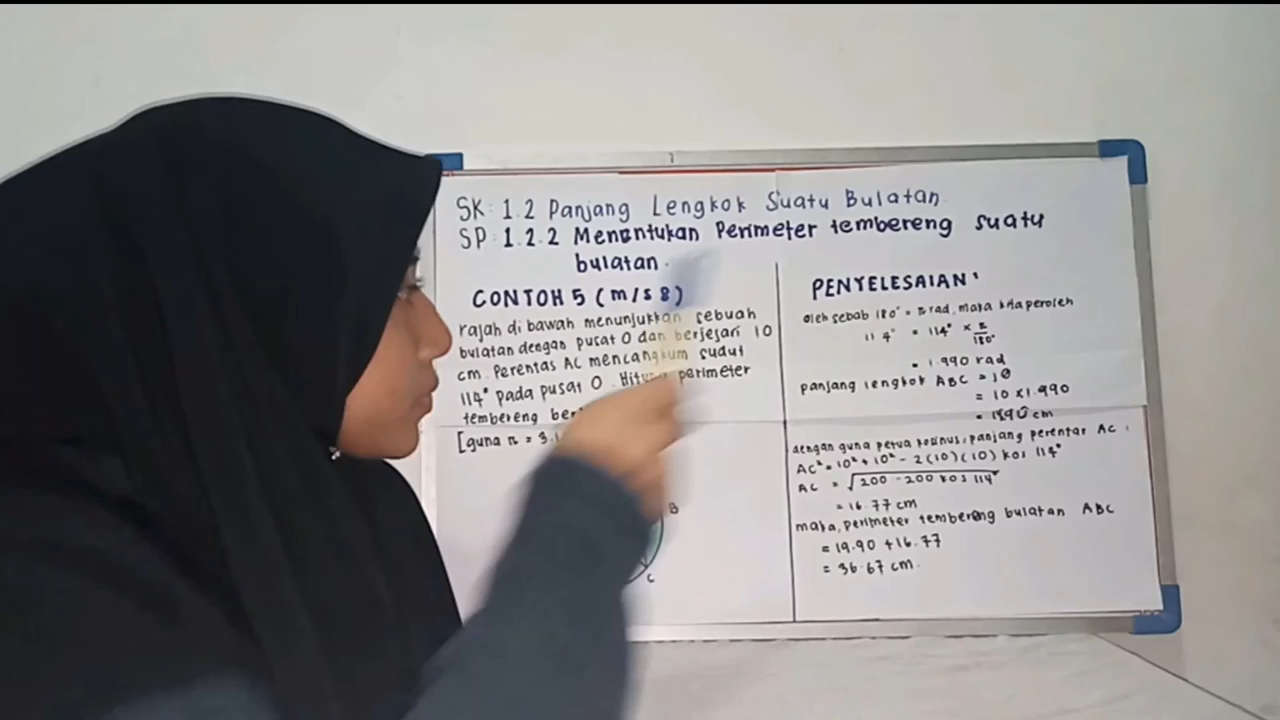 SK: 1.2 Panjang Lengkok Suatu Bulatan
SP: 1.2.2 Menentukan Perimeter tembereng suatu
bulatan.
CONTOH 5 (m/s 8)
rajah di bawah menunjukkan sebuah
bulatan dengan pusat O dan berjejari 10
cm. Perentas AC mencangkum sudut
114° pada pusat O. Hitung perimeter
tembereng
[guna π = 3.
B
C
PENYELESAIAN:
oleh sebab 180° = π rad, maka kita peroleh
114° = 114° × π/180°
= 1.990 rad
panjang lengkok ABC = jθ
= 10 × 1.990
= 19.90 cm
dengan guna petua kosinus, panjang perentas AC :
AC² = 10² + 10² - 2(10)(10) kos 114°
AC = √200 - 200 kos 114°
= 16.77 cm
maka, perimeter tembereng bulatan ABC
= 19.90 + 16.77
= 36.67 cm.